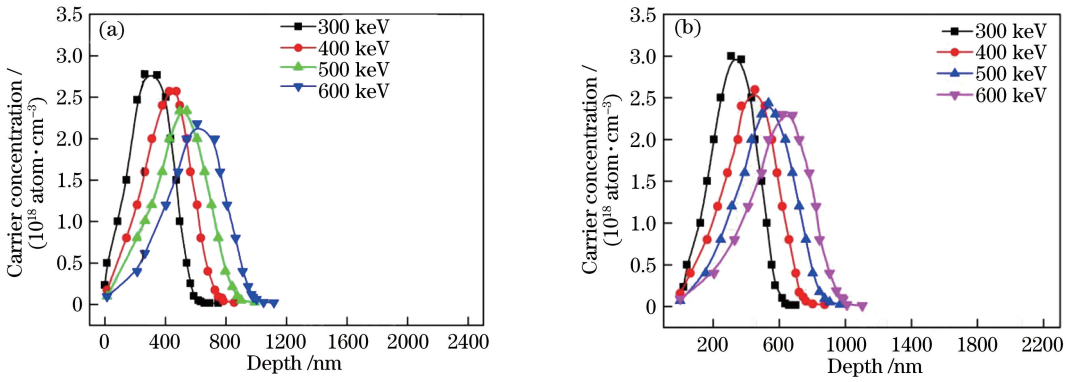 (a)
300 keV
400 keV
500 keV
600 keV
3.5
3.0
2.5
2.0
1.5
1.0
0.5
0
Carrier concentration /
(10¹⁸ atom·cm⁻³)
0 400 800 1200 1600 2000 2400
Depth /nm
(b)
300 keV
400 keV
500 keV
600 keV
3.5
3.0
2.5
2.0
1.5
1.0
0.5
0
Carrier concentration /
(10¹⁸ atom·cm⁻³)
200 600 1000 1400 1800 2200
Depth /nm